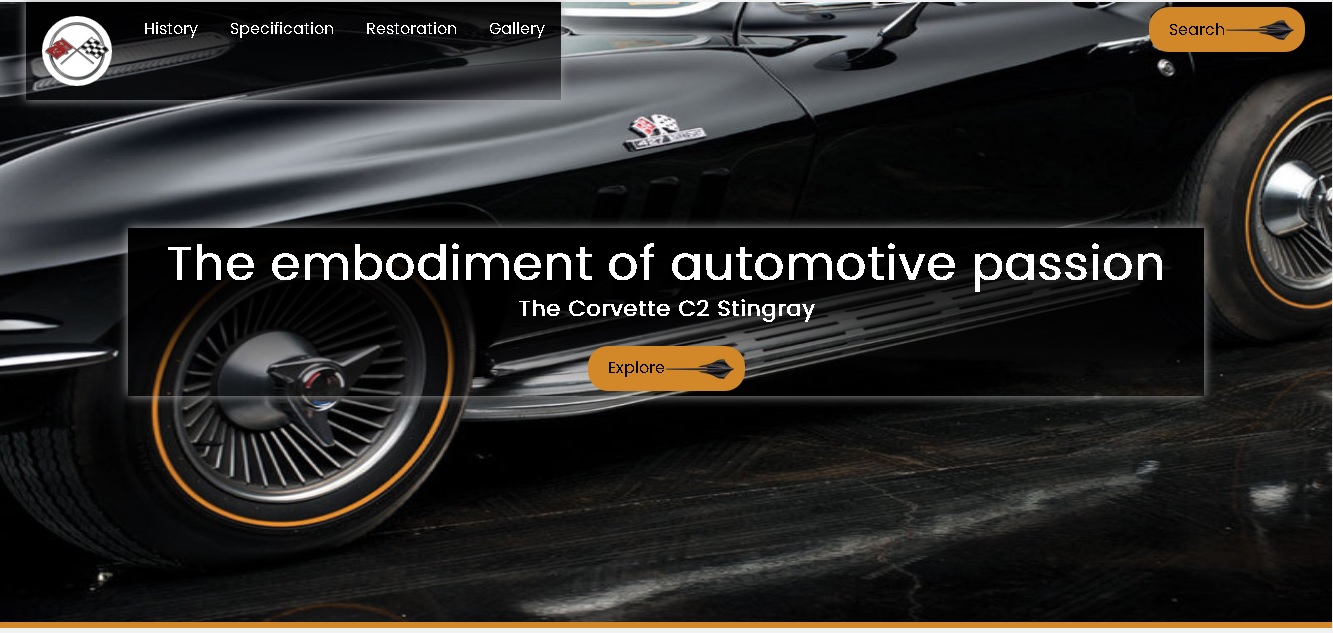 History
Specification
Restoration
Gallery
Search
The embodiment of automotive passion
The Corvette C2 Stingray
Explore